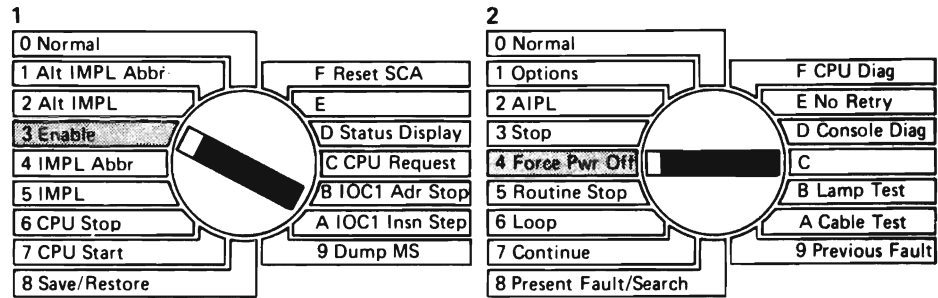 1
0 Normal
1 Alt IMPL Abbr
2 Alt IMPL
3 Enable
4 IMPL Abbr
5 IMPL
6 CPU Stop
7 CPU Start
8 Save/Restore
F Reset SCA
E
D Status Display
C CPU Request
B IOC1 Adr Stop
A IOC1 Insn Step
9 Dump MS
2
0 Normal
1 Options
2 AIPL
3 Stop
4 Force Pwr Off
5 Routine Stop
6 Loop
7 Continue
8 Present Fault/Search
F CPU Diag
E No Retry
D Console Diag
C
B Lamp Test
A Cable Test
9 Previous Fault